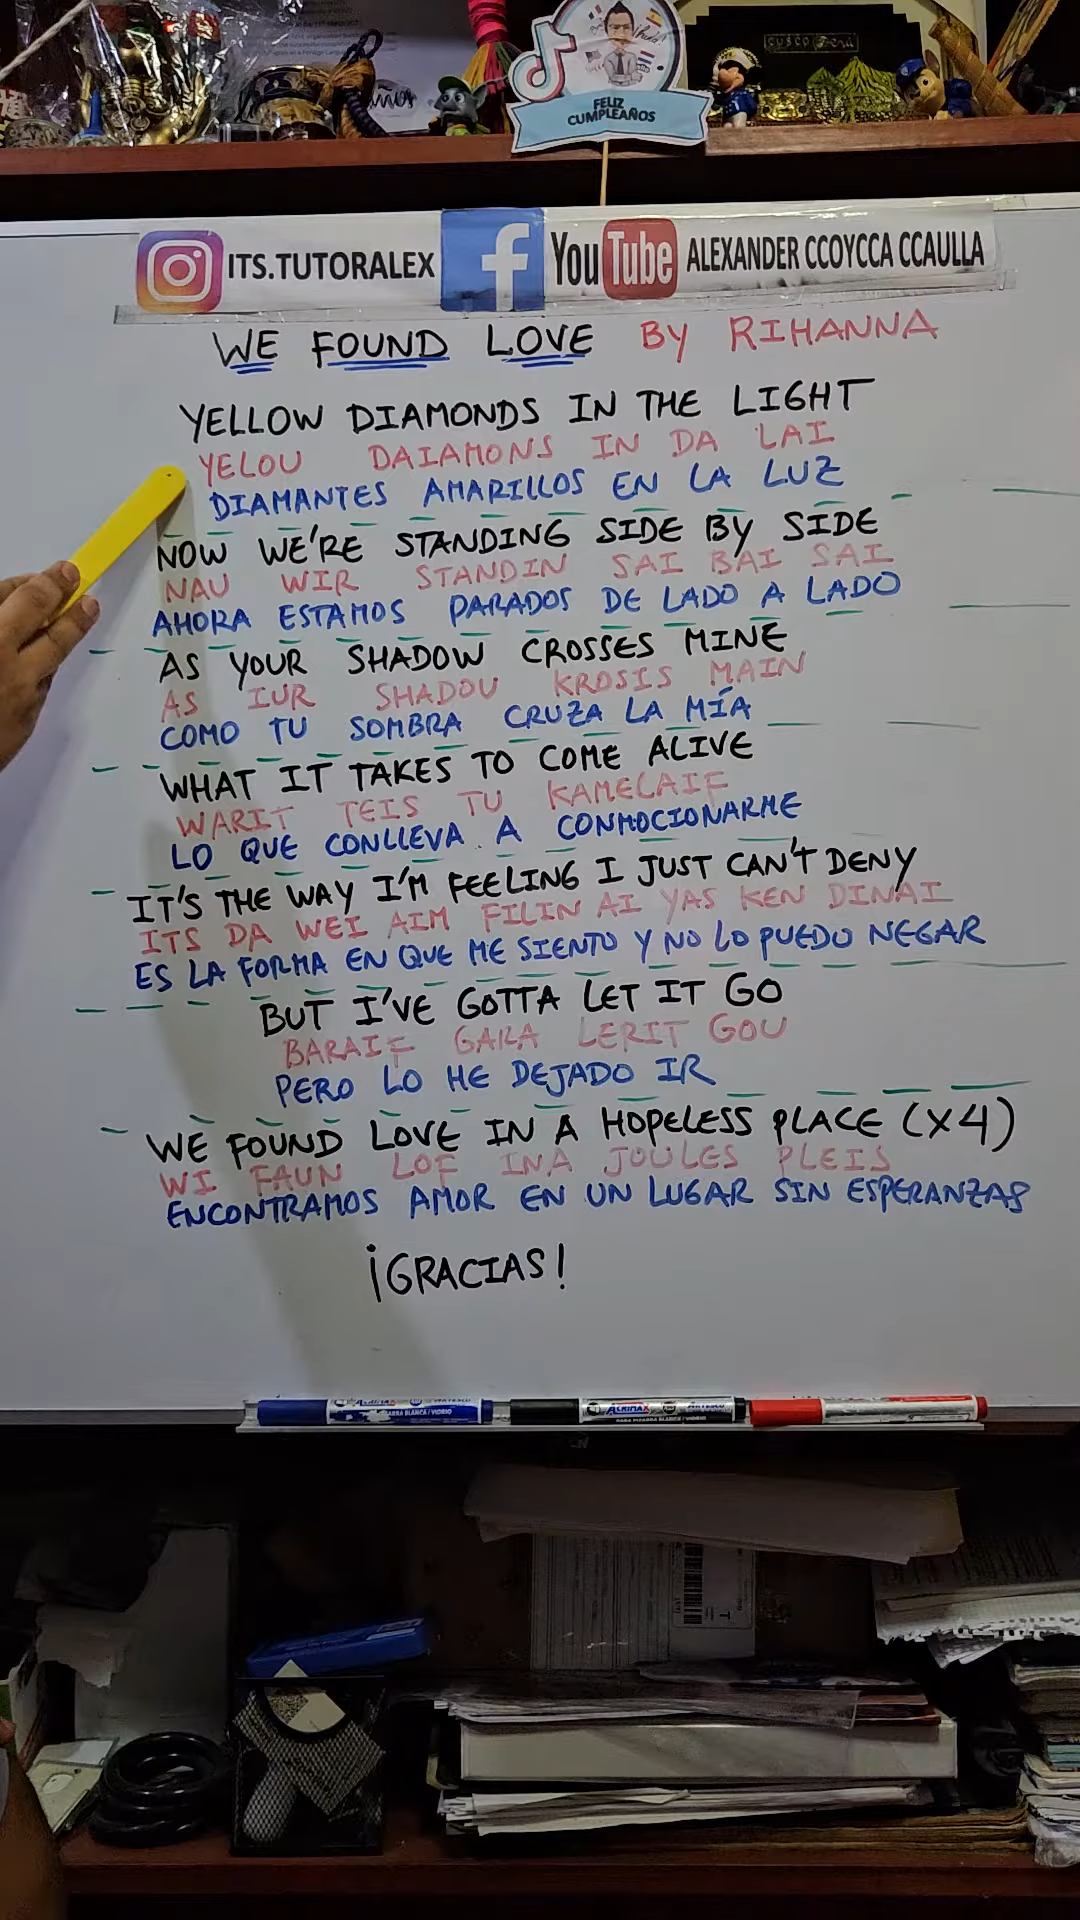 FELIZ
CUMPLEAÑOS
cusco Perú
ITS.TUTORALEX f YouTube ALEXANDER CCOYCCA CCAULLA
WE FOUND LOVE BY RIHANNA
YELLOW DIAMONDS IN THE LIGHT
YELOU DAIAMONS IN DA LAI
DIAMANTES AMARILLOS EN LA LUZ
NOW WE'RE STANDING SIDE BY SIDE
NAU WIR STANDIN SAI BAI SAI
AHORA ESTAMOS PARADOS DE LADO A LADO
AS YOUR SHADOW CROSSES MINE
AS IUR SHADOU KROSIS MAIN
COMO TU SOMBRA CRUZA LA MÍA
WHAT IT TAKES TO COME ALIVE
WARIT TEIS TU KAMELAIF
LO QUE CONLLEVA A CONMOCIONARME
IT'S THE WAY I'M FEELING I JUST CAN'T DENY
ITS DA WEI AIM FILIN AI YAS KEN DINAI
ES LA FORMA EN QUE ME SIENTO Y NO LO PUEDO NEGAR
BUT I'VE GOTTA LET IT GO
BARAIF GARA LERIT GOU
PERO LO HE DEJADO IR
WE FOUND LOVE IN A HOPELESS PLACE (X4)
WI FAUN LOF INA JOULES PLEIS
ENCONTRAMOS AMOR EN UN LUGAR SIN ESPERANZAS
¡GRACIAS!